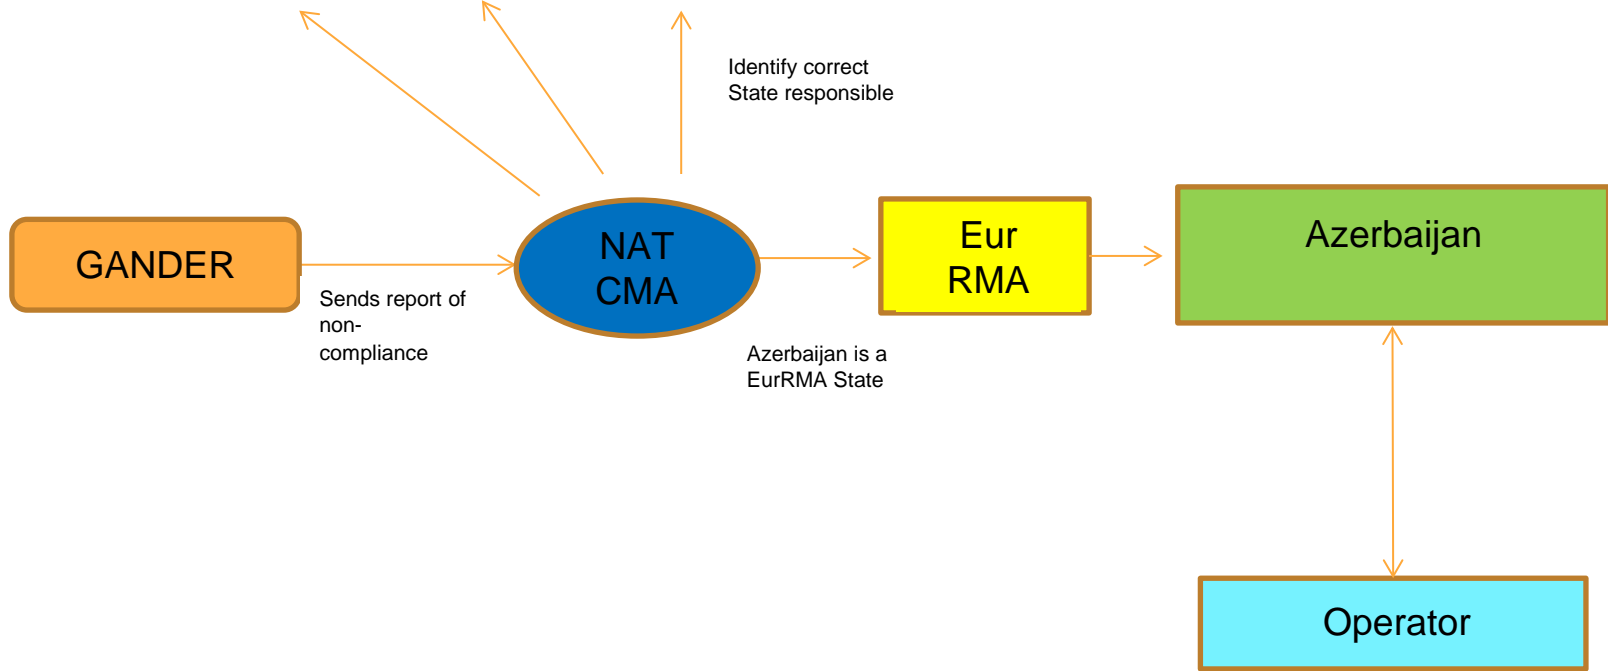 Identify correct
State responsible
GANDER
Sends report of
non-
compliance
NAT
CMA
Azerbaijan is a
EurRMA State
Eur
RMA
Azerbaijan
Operator